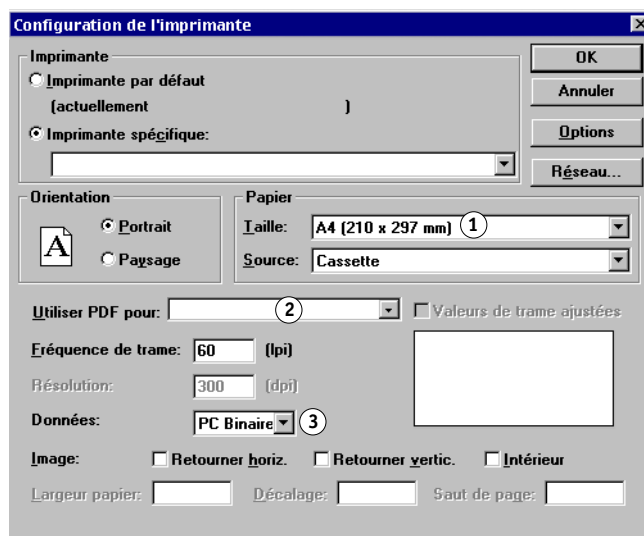 Configuration de l'imprimante
Imprimante
Imprimante par défaut
(actuellement )
Imprimante spécifique:
OK
Annuler
Options
Réseau...
Orientation
A
Portrait
Paysage
Papier
Taille: A4 (210 x 297 mm) 1
Source: Cassette
Utiliser PDF pour: 2
Valeurs de trame ajustées
Fréquence de trame: 60 (lpi)
Résolution: 300 (dpi)
Données: PC Binaire 3
Image: Retourner horiz. Retourner vertic. Intérieur
Largeur papier: Décalage: Saut de page: